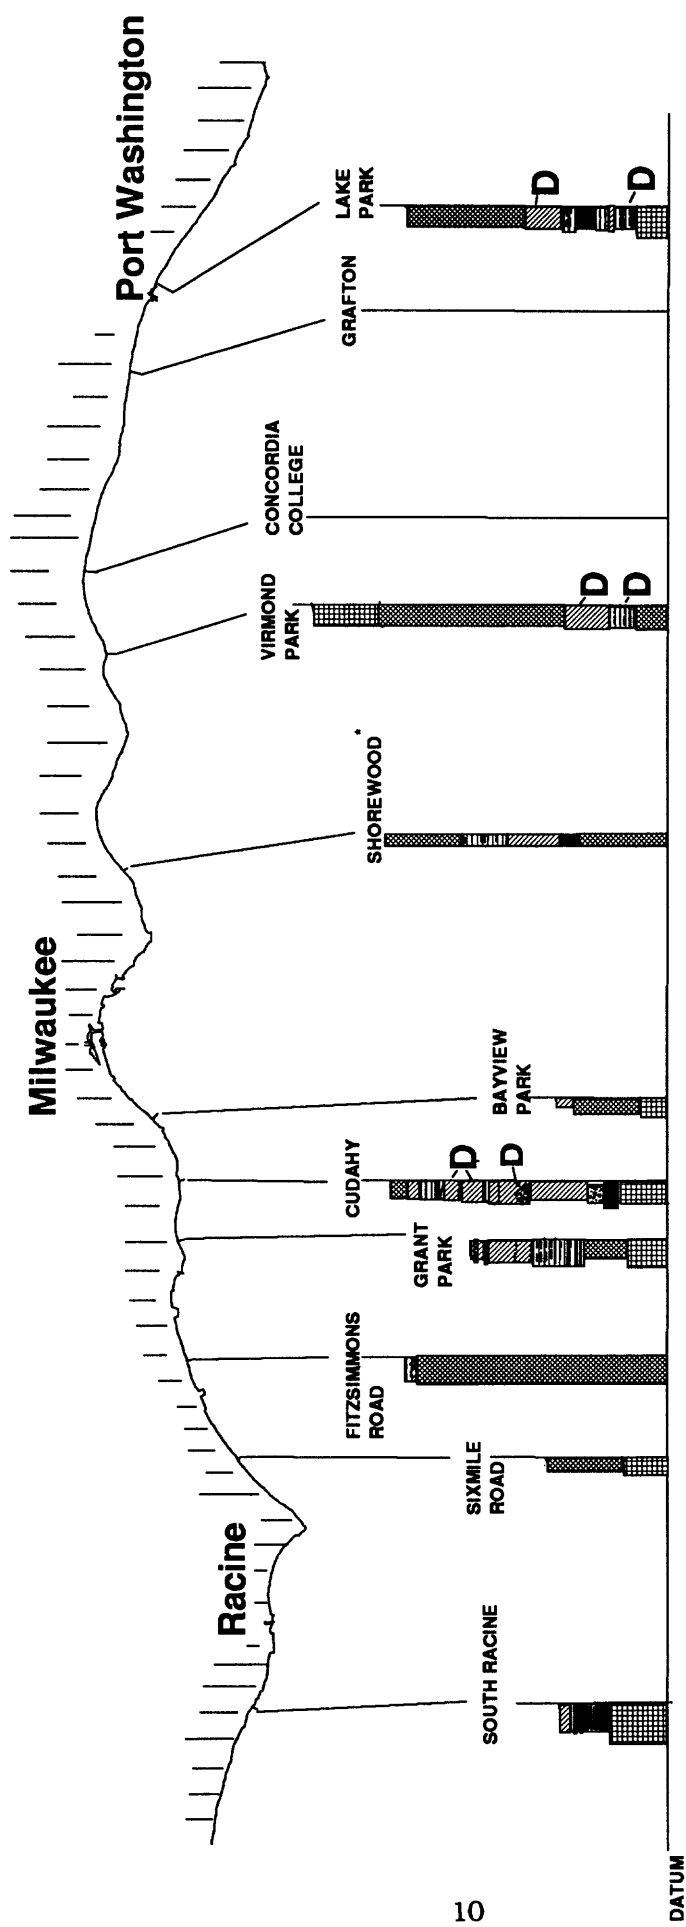 Racine
Milwaukee
Port Washington
SOUTH RACINE
SIXMILE
ROAD
FITZSIMMONS
ROAD
GRANT
PARK
CUDAHY
BAYVIEW
PARK
SHOREWOOD*
VIRMOND
PARK
CONCORDIA
COLLEGE
GRAFTON
LAKE
PARK
D
D
D
D
D
D
DATUM
10